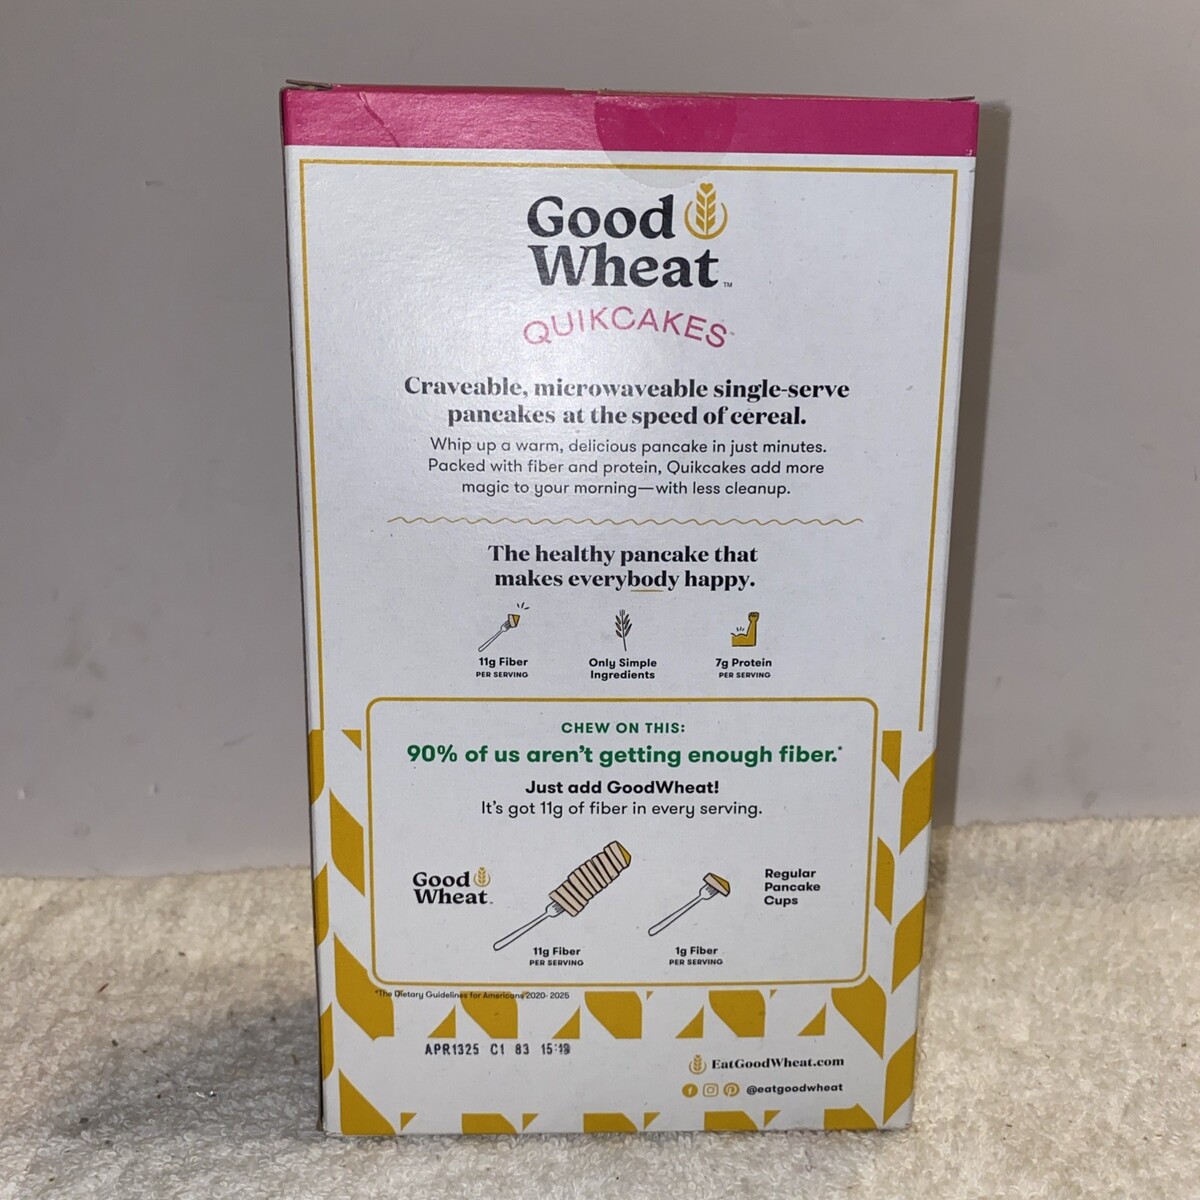 Good
Wheat™
QUIKCAKES™
Craveable, microwaveable single-serve
pancakes at the speed of cereal.
Whip up a warm, delicious pancake in just minutes.
Packed with fiber and protein, Quikcakes add more
magic to your morning—with less cleanup.
The healthy pancake that
makes everybody happy.
11g Fiber
PER SERVING
Only Simple
Ingredients
7g Protein
PER SERVING
CHEW ON THIS:
90% of us aren't getting enough fiber.*
Just add GoodWheat!
It's got 11g of fiber in every serving.
Good
Wheat™
11g Fiber
PER SERVING
1g Fiber
PER SERVING
Regular
Pancake
Cups
*The Dietary Guidelines for Americans 2020-2025
APR1325 C1 83 15:19
EatGoodWheat.com
@eatgoodwheat